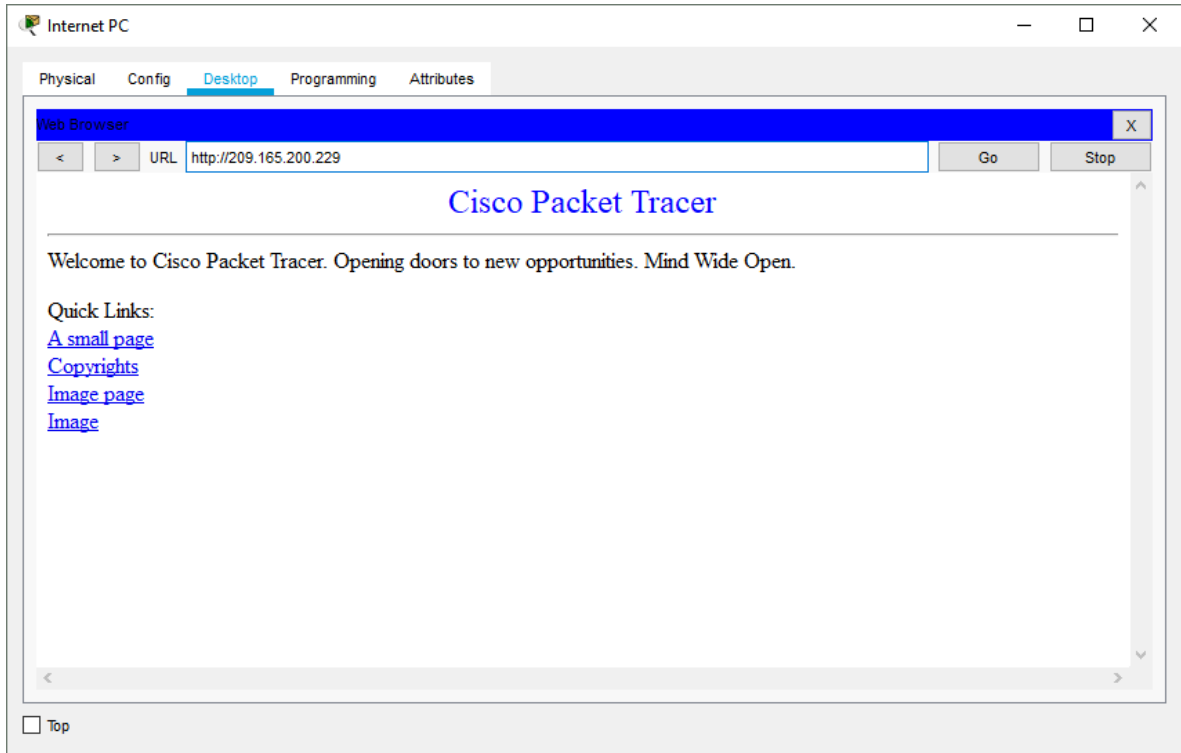 Internet PC
Physical Config Desktop Programming Attributes
Web Browser X
< > URL http://209.165.200.229 Go Stop
Cisco Packet Tracer
Welcome to Cisco Packet Tracer. Opening doors to new opportunities. Mind Wide Open.
Quick Links:
A small page
Copyrights
Image page
Image
Top